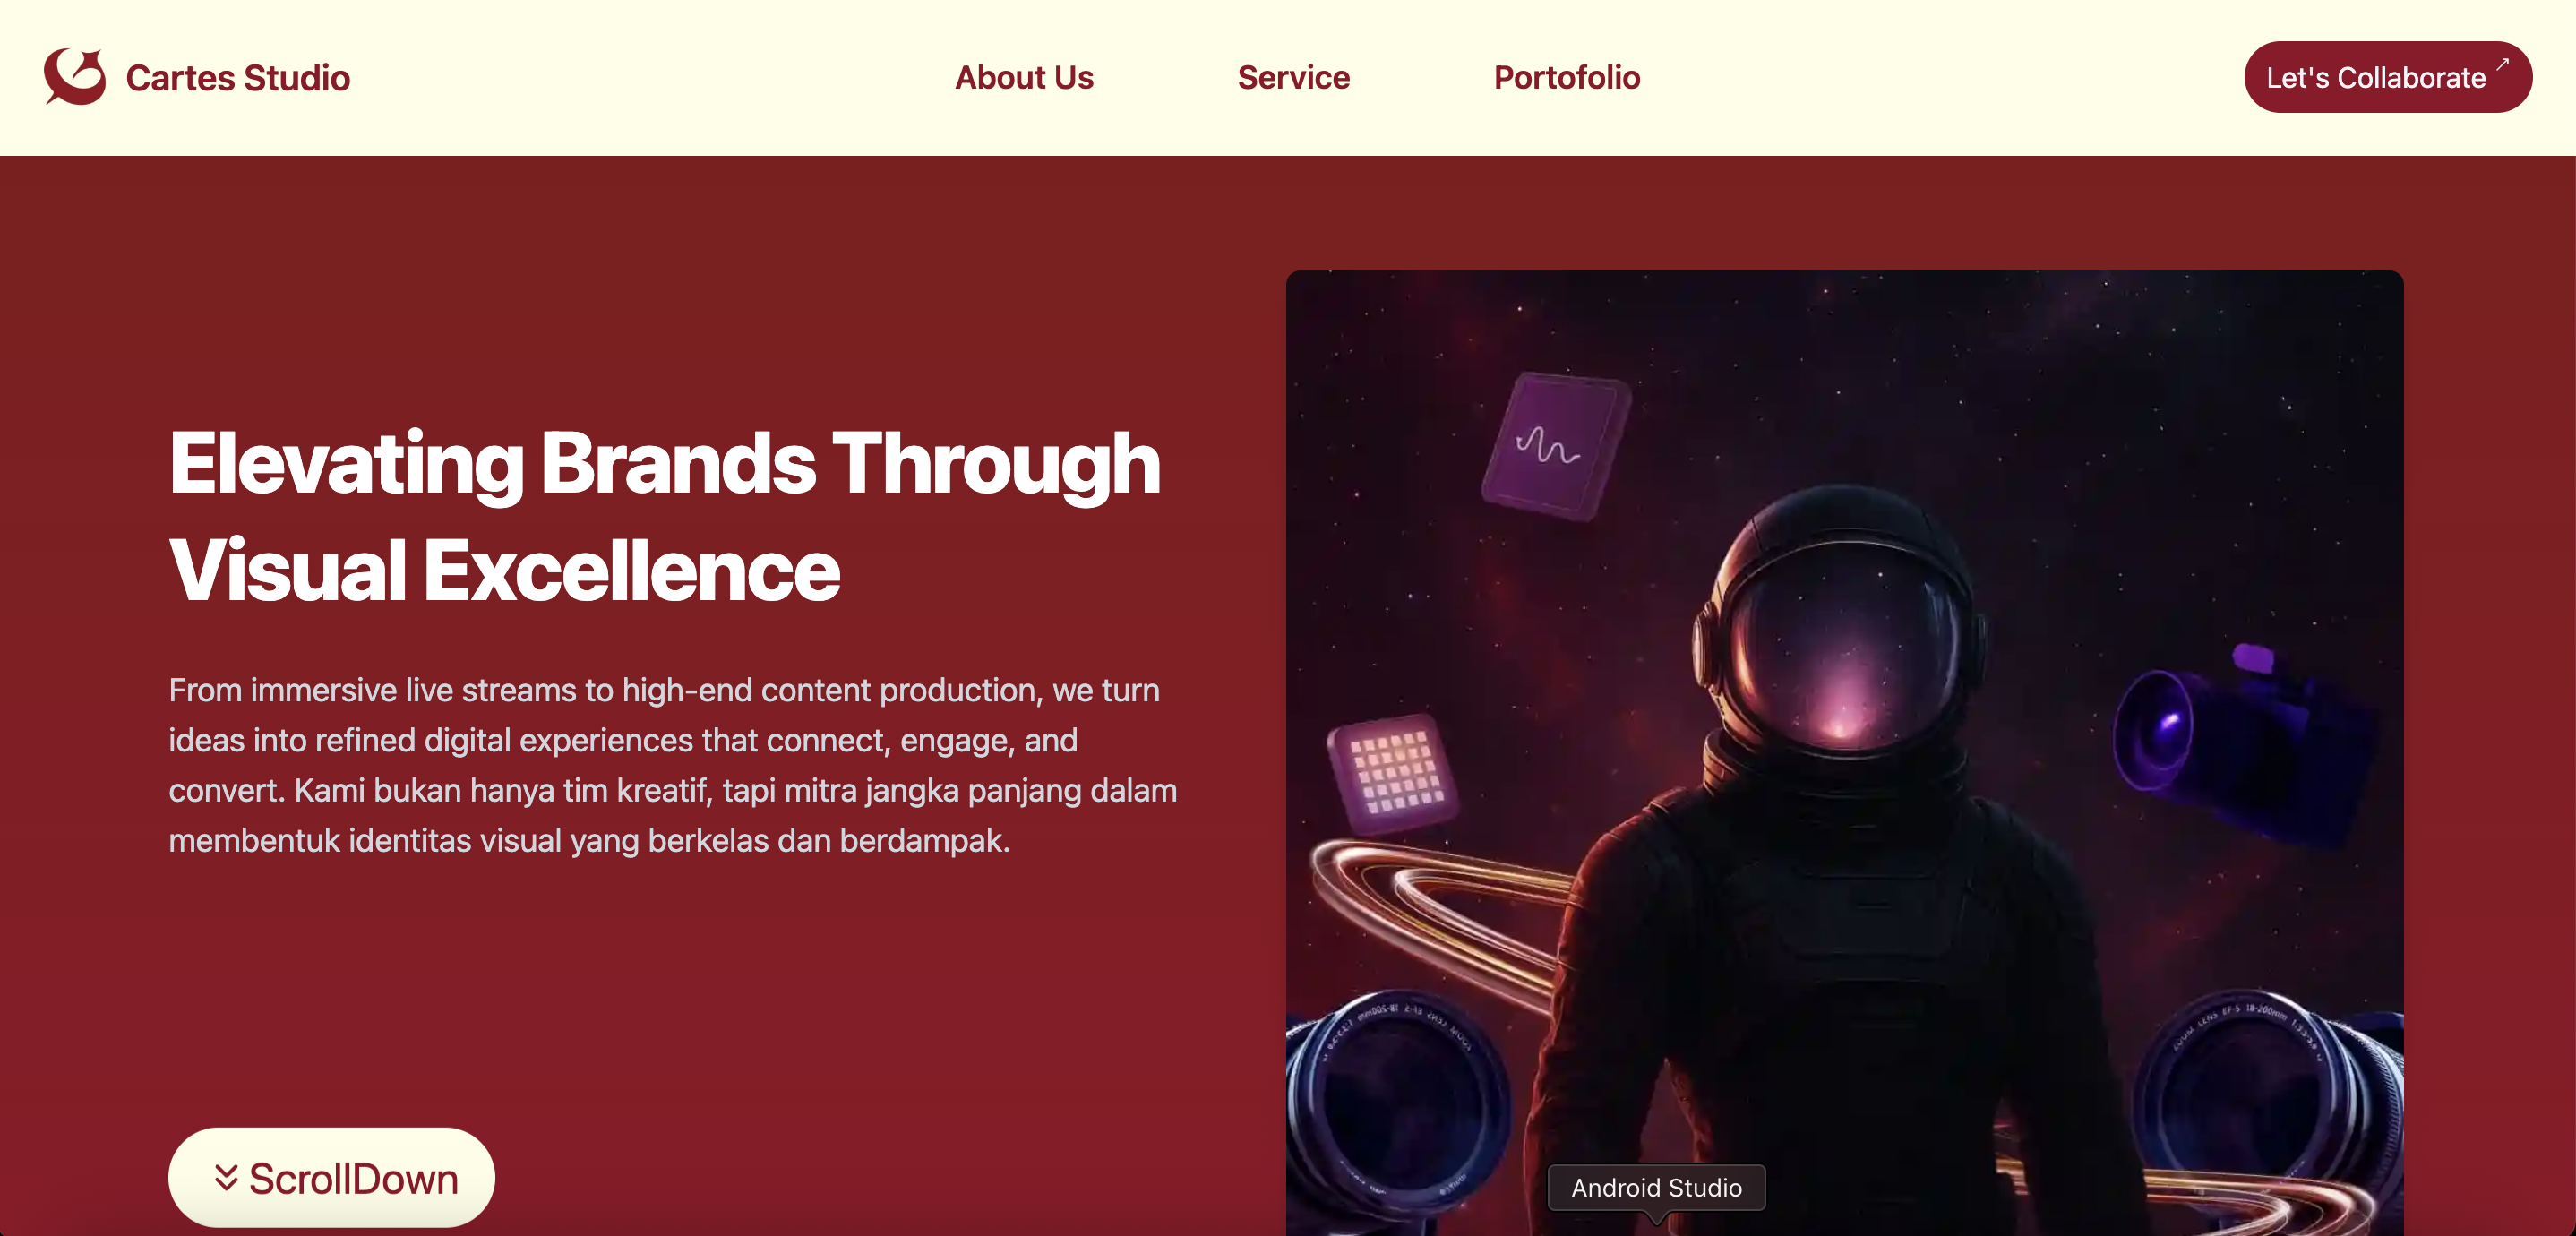 Cartes Studio
About Us
Service
Portofolio
Let's Collaborate
Elevating Brands Through
Visual Excellence
From immersive live streams to high-end content production, we turn
ideas into refined digital experiences that connect, engage, and
convert. Kami bukan hanya tim kreatif, tapi mitra jangka panjang dalam
membentuk identitas visual yang berkelas dan berdampak.
ScrollDown
Android Studio